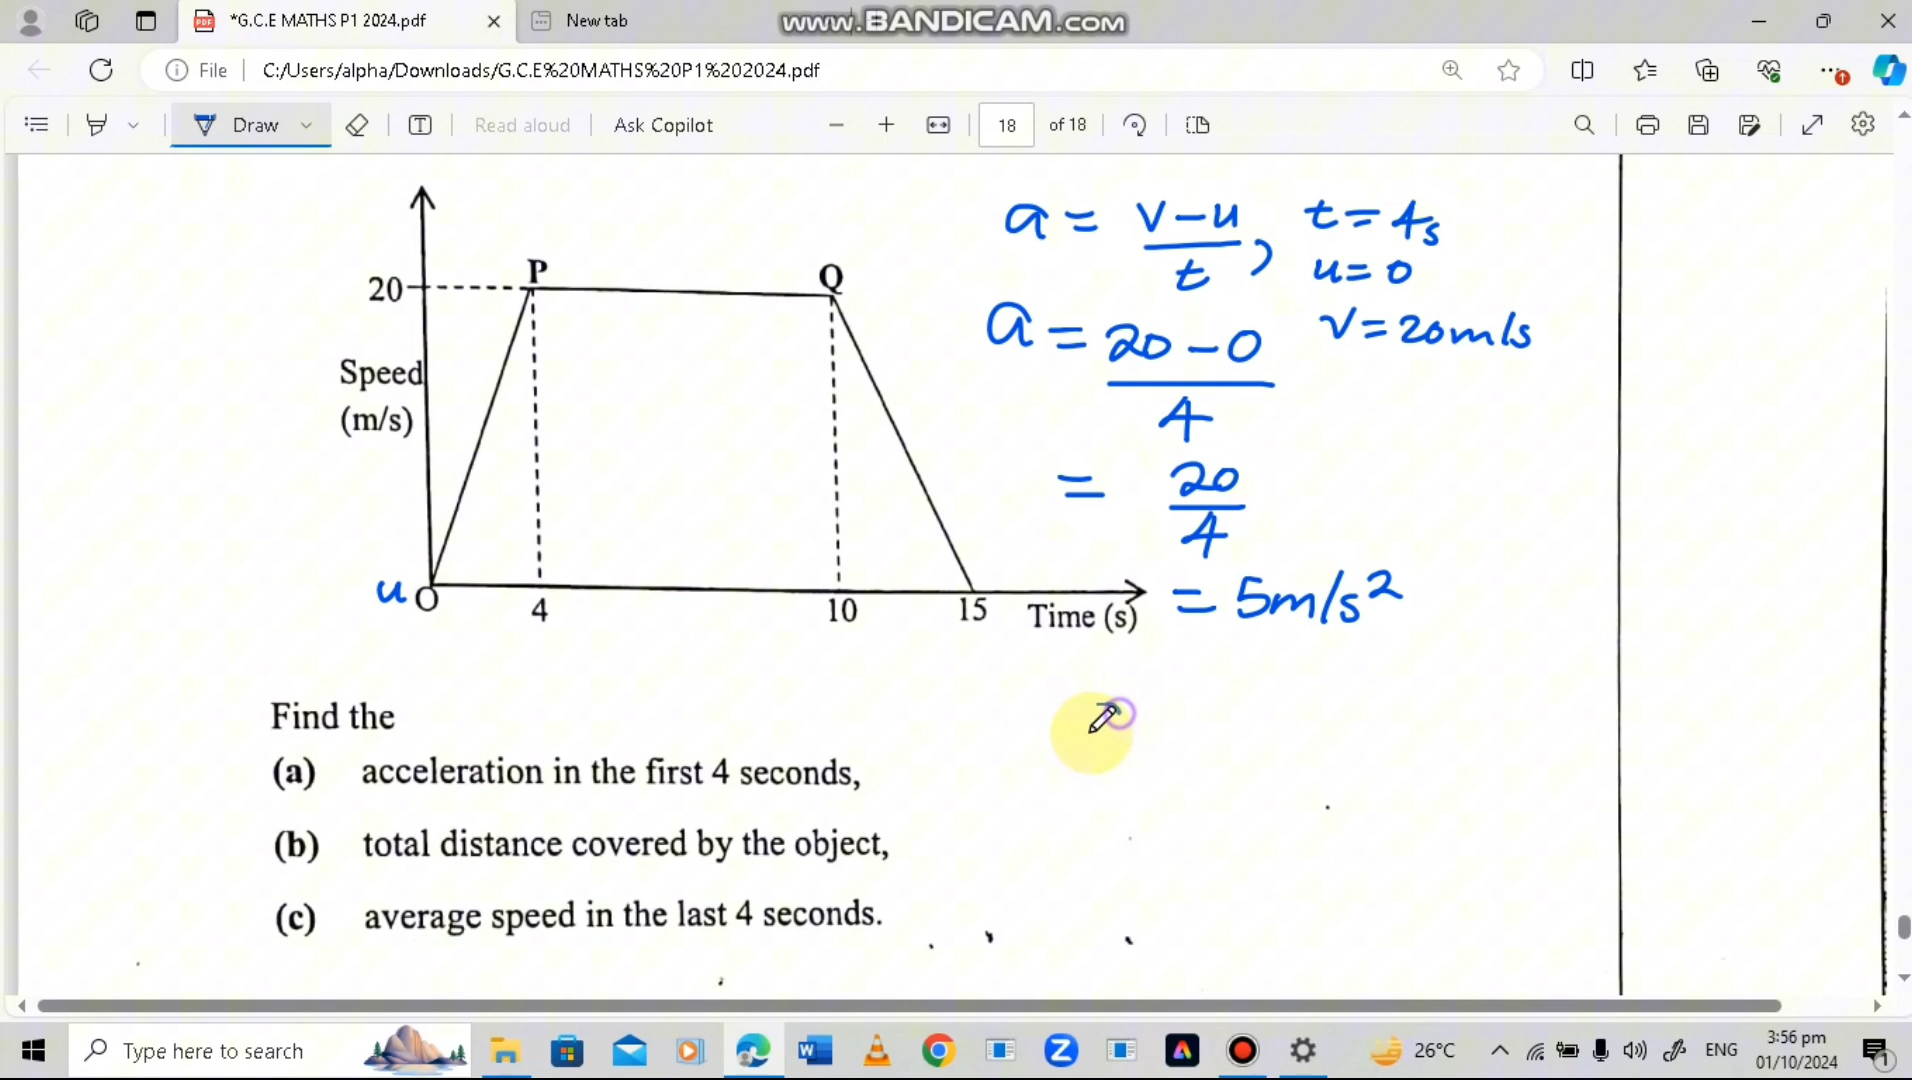 *G.C.E MATHS P1 2024.pdf
New tab
www.BANDICAM.com
File
C:/Users/alpha/Downloads/G.C.E%20MATHS%20P1%202024.pdf
Draw
Read aloud
Ask Copilot
18
of 18
20
P
Q
Speed
(m/s)
u
O
4
10
15
Time (s)
a = v-u/t, t = 4s
u = 0
a = 20 - 0/4
v = 20m/s
= 20/4
= 5m/s²
Find the
(a) acceleration in the first 4 seconds,
(b) total distance covered by the object,
(c) average speed in the last 4 seconds.
Type here to search
26°C
ENG
3:56 pm
01/10/2024
1